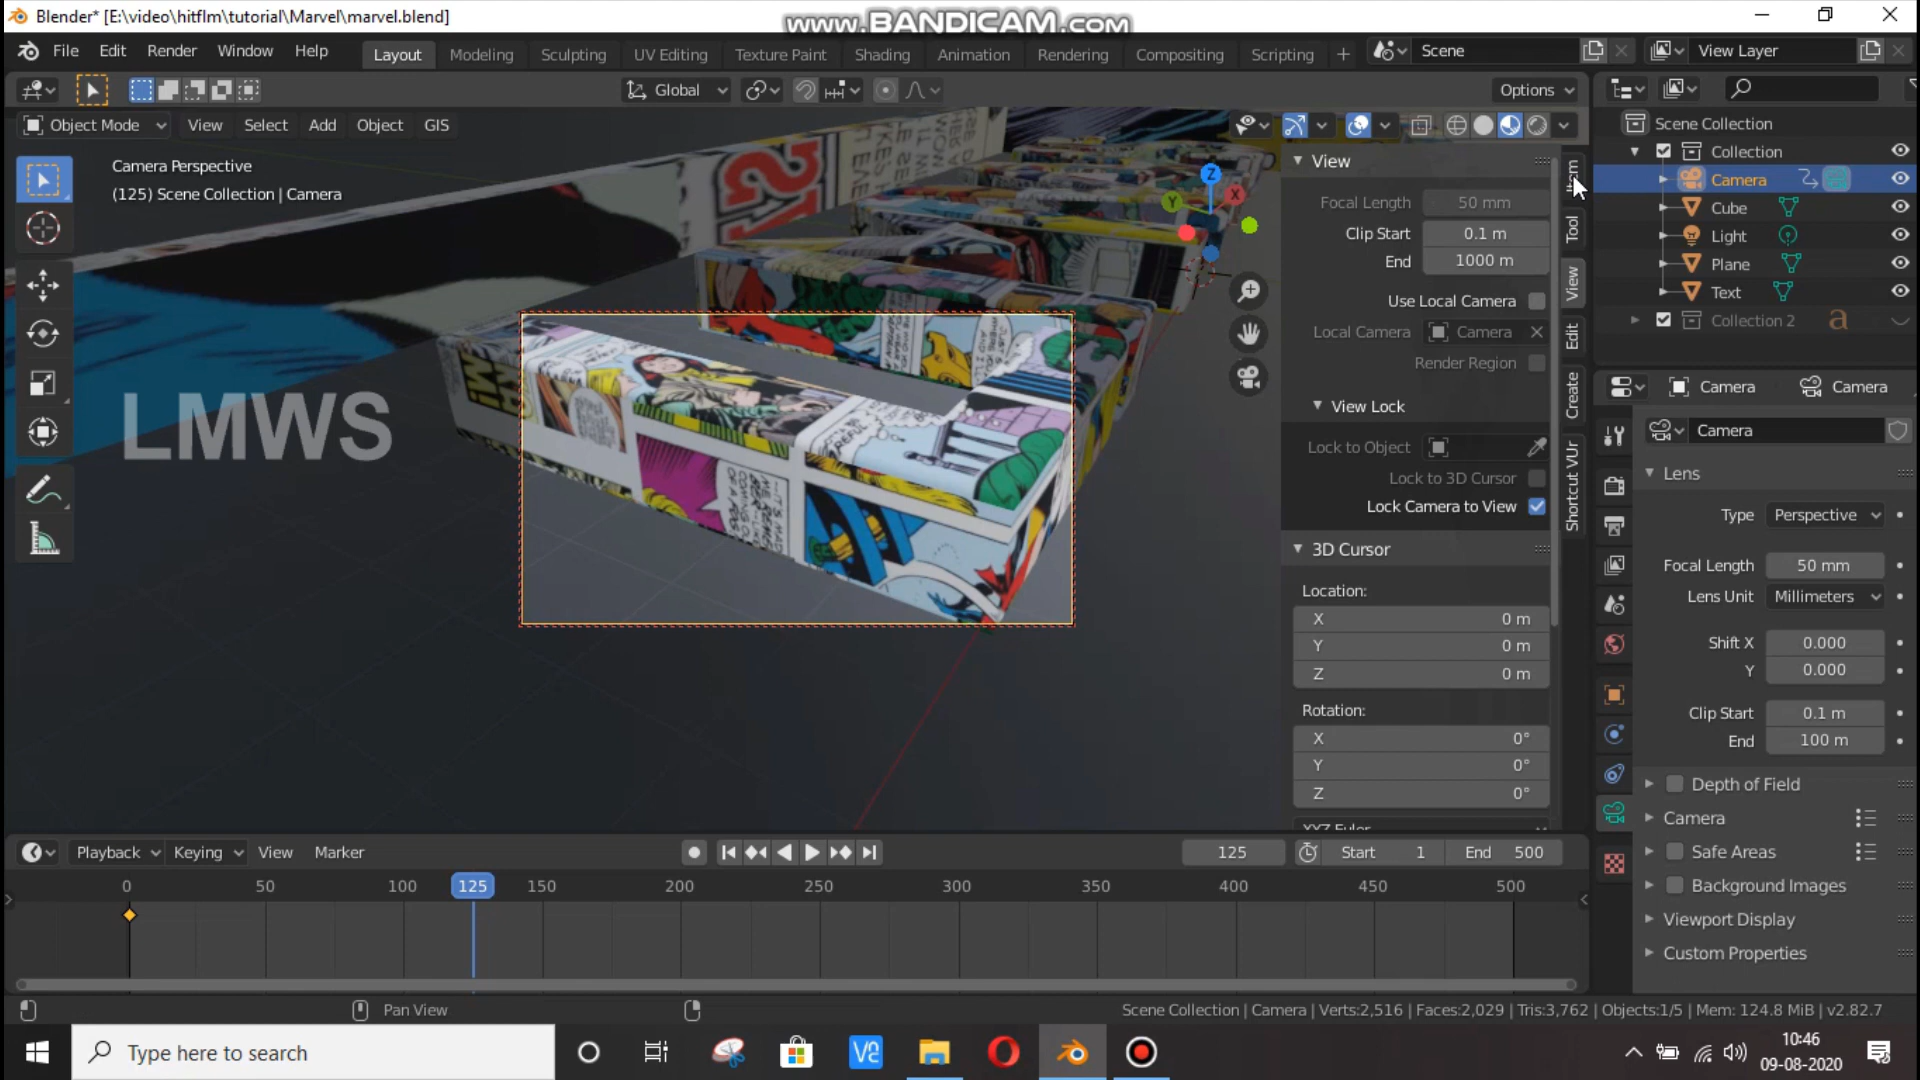 Blender* [E:\video\hitflm\tutorial\Marvel\marvel.blend]
www.BANDICAM.com
File Edit Render Window Help
Layout Modeling Sculpting UV Editing Texture Paint Shading Animation Rendering Compositing Scripting +
Scene
View Layer
Global
Options
Object Mode View Select Add Object GIS
Camera Perspective
(125) Scene Collection | Camera
LMWS
Z
X
Y
View
Focal Length 50 mm
Clip Start 0.1 m
End 1000 m
Use Local Camera
Local Camera Camera
Render Region
View Lock
Lock to Object
Lock to 3D Cursor
Lock Camera to View
3D Cursor
Location:
X 0 m
Y 0 m
Z 0 m
Rotation:
X 0°
Y 0°
Z 0°
XYZ Euler
Item
Tool
View
Edit
Create
Shortcut VUr
Scene Collection
Collection
Camera
Cube
Light
Plane
Text
Collection 2
Camera Camera
Camera
Lens
Type Perspective
Focal Length 50 mm
Lens Unit Millimeters
Shift X 0.000
Y 0.000
Clip Start 0.1 m
End 100 m
Depth of Field
Camera
Safe Areas
Background Images
Viewport Display
Custom Properties
Playback Keying View Marker
125
Start 1
End 500
0 50 100 125 150 200 250 300 350 400 450 500
Pan View
Scene Collection | Camera | Verts:2,516 | Faces:2,029 | Tris:3,762 | Objects:1/5 | Mem: 124.8 MiB | v2.82.7
Type here to search
10:46
09-08-2020